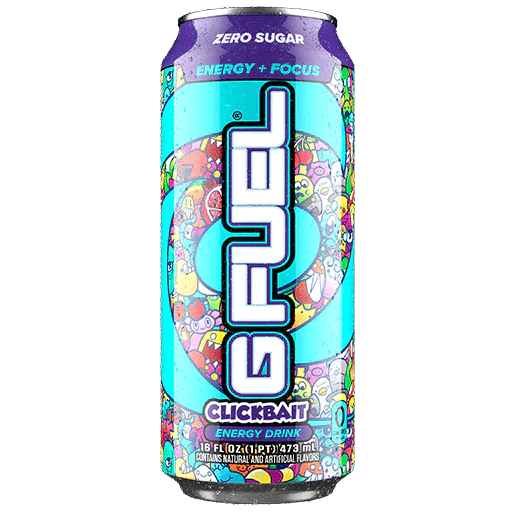 ZERO SUGAR
ENERGY + FOCUS
G FUEL®
CLICKBAIT
ENERGY DRINK
16 FL OZ (1 PT) 473 mL
CONTAINS NATURAL AND ARTIFICIAL FLAVORS